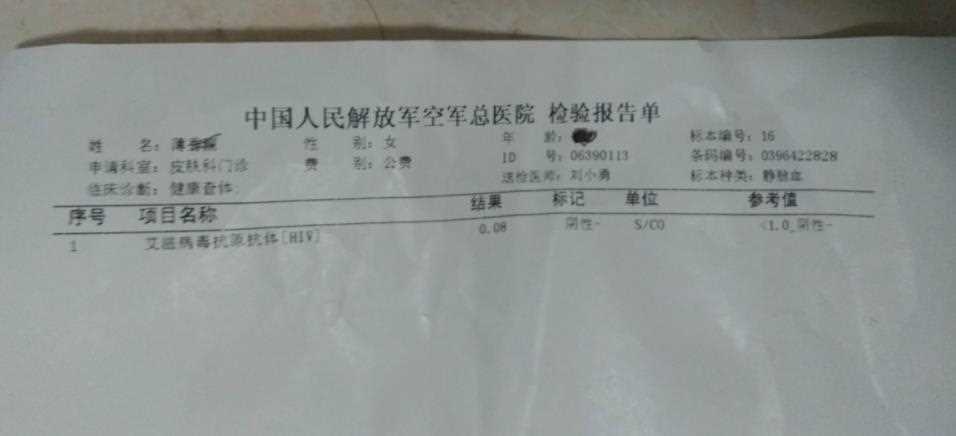 中国人民解放军空军总医院 检验报告单
姓 名: 性 别: 女 年 龄: 标本编号: 16
申请科室: 皮肤科门诊 费 别: 公费 ID 号: 06390113 条码编号: 0396422828
临床诊断: 健康查体 送检医师: 刘小勇 标本种类: 静脉血
序号 项目名称 结果 标记 单位 参考值
1 艾滋病毒抗原抗体[HIV] 0.08 阴性- S/CO <1.0_阴性-